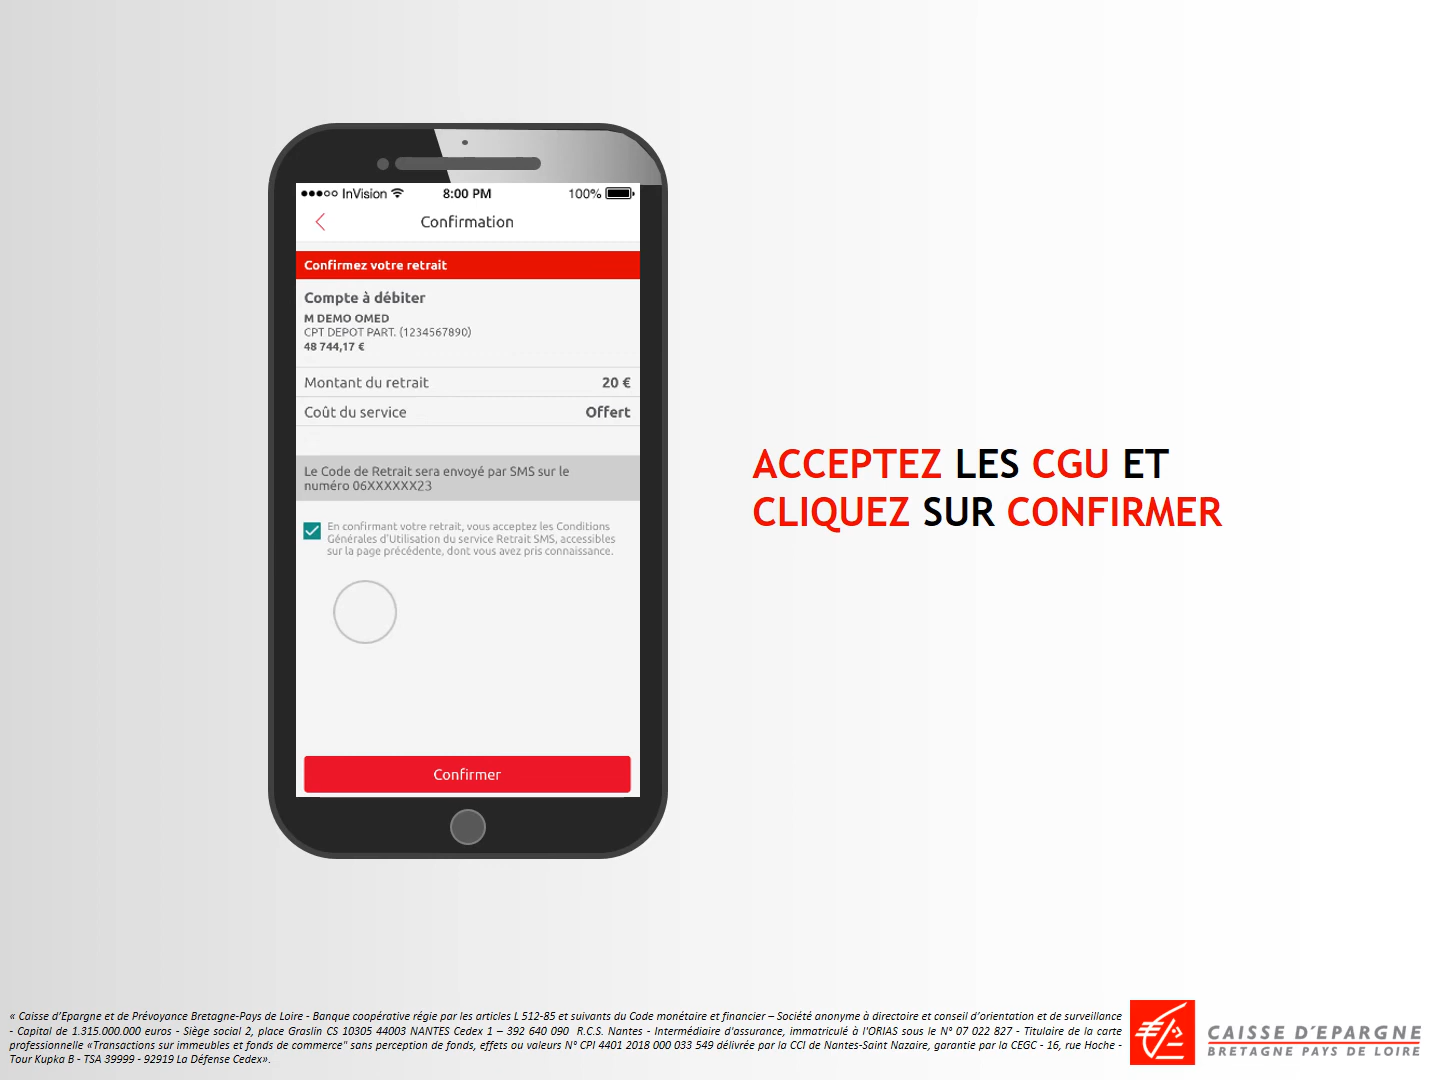 InVision 8:00 PM 100%
Confirmation
Confirmez votre retrait
Compte à débiter
M DEMO OMED
CPT DEPOT PART. (1234567890)
48 744,17 €
Montant du retrait 20 €
Coût du service Offert
Le Code de Retrait sera envoyé par SMS sur le
numéro 06XXXXXX23
En confirmant votre retrait, vous acceptez les Conditions
Générales d'Utilisation du service Retrait SMS, accessibles
sur la page précédente, dont vous avez pris connaissance.
Confirmer
ACCEPTEZ LES CGU ET
CLIQUEZ SUR CONFIRMER
« Caisse d'Epargne et de Prévoyance Bretagne-Pays de Loire - Banque coopérative régie par les articles L 512-85 et suivants du Code monétaire et financier – Société anonyme à directoire et conseil d'orientation et de surveillance
- Capital de 1.315.000.000 euros - Siège social 2, place Graslin CS 10305 44003 NANTES Cedex 1 – 392 640 090 R.C.S. Nantes - Intermédiaire d'assurance, immatriculé à l'ORIAS sous le N° 07 022 827 - Titulaire de la carte
professionnelle «Transactions sur immeubles et fonds de commerce" sans perception de fonds, effets ou valeurs N° CPI 4401 2018 000 033 549 délivrée par la CCI de Nantes-Saint Nazaire, garantie par la CEGC - 16, rue Hoche -
Tour Kupka B - TSA 39999 - 92919 La Défense Cedex».
CAISSE D'EPARGNE
BRETAGNE PAYS DE LOIRE